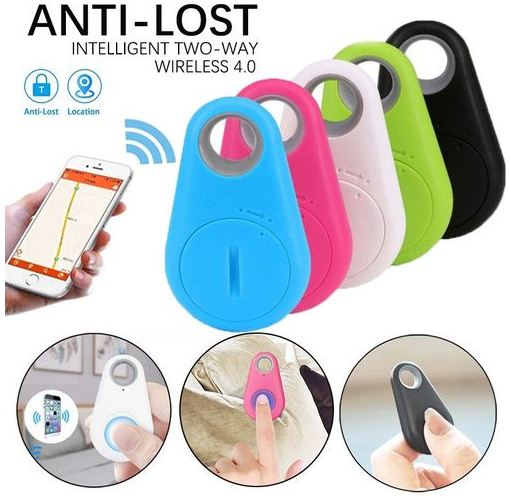 ANTI-LOST
INTELLIGENT TWO-WAY
WIRELESS 4.0
T
Anti-Lost
Location